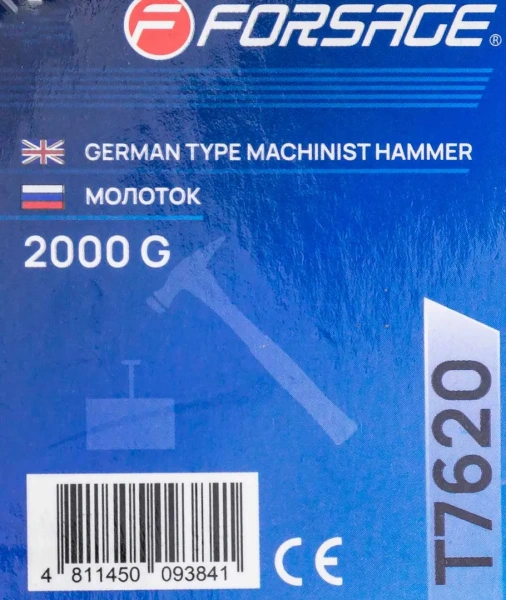 FORSAGE®
GERMAN TYPE MACHINIST HAMMER
МОЛОТОК
2000 G
T7620
4 811450 093841
CE